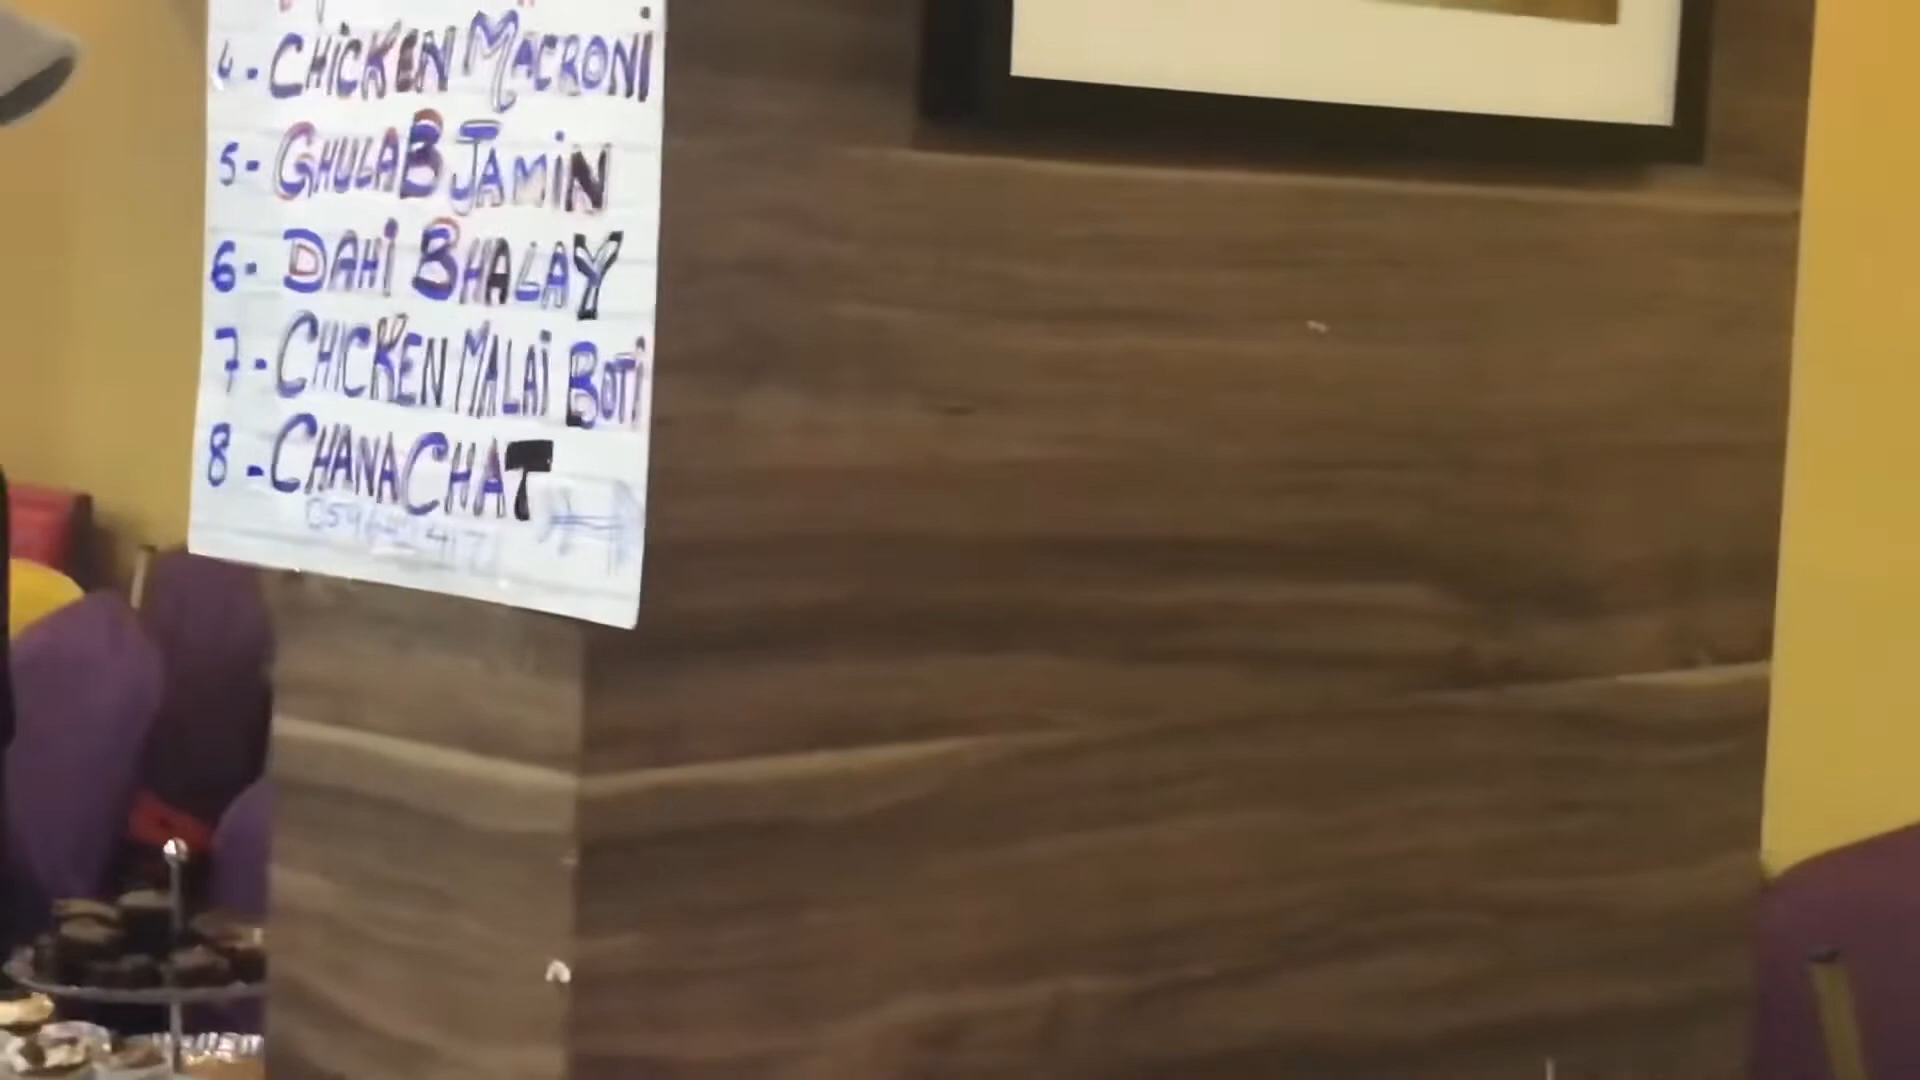 4 - CHICKEN MACRONI
5 - GHULAB JAMIN
6 - DAHI BHALAY
7 - CHICKEN MALAI BOTI
8 - CHANA CHAT